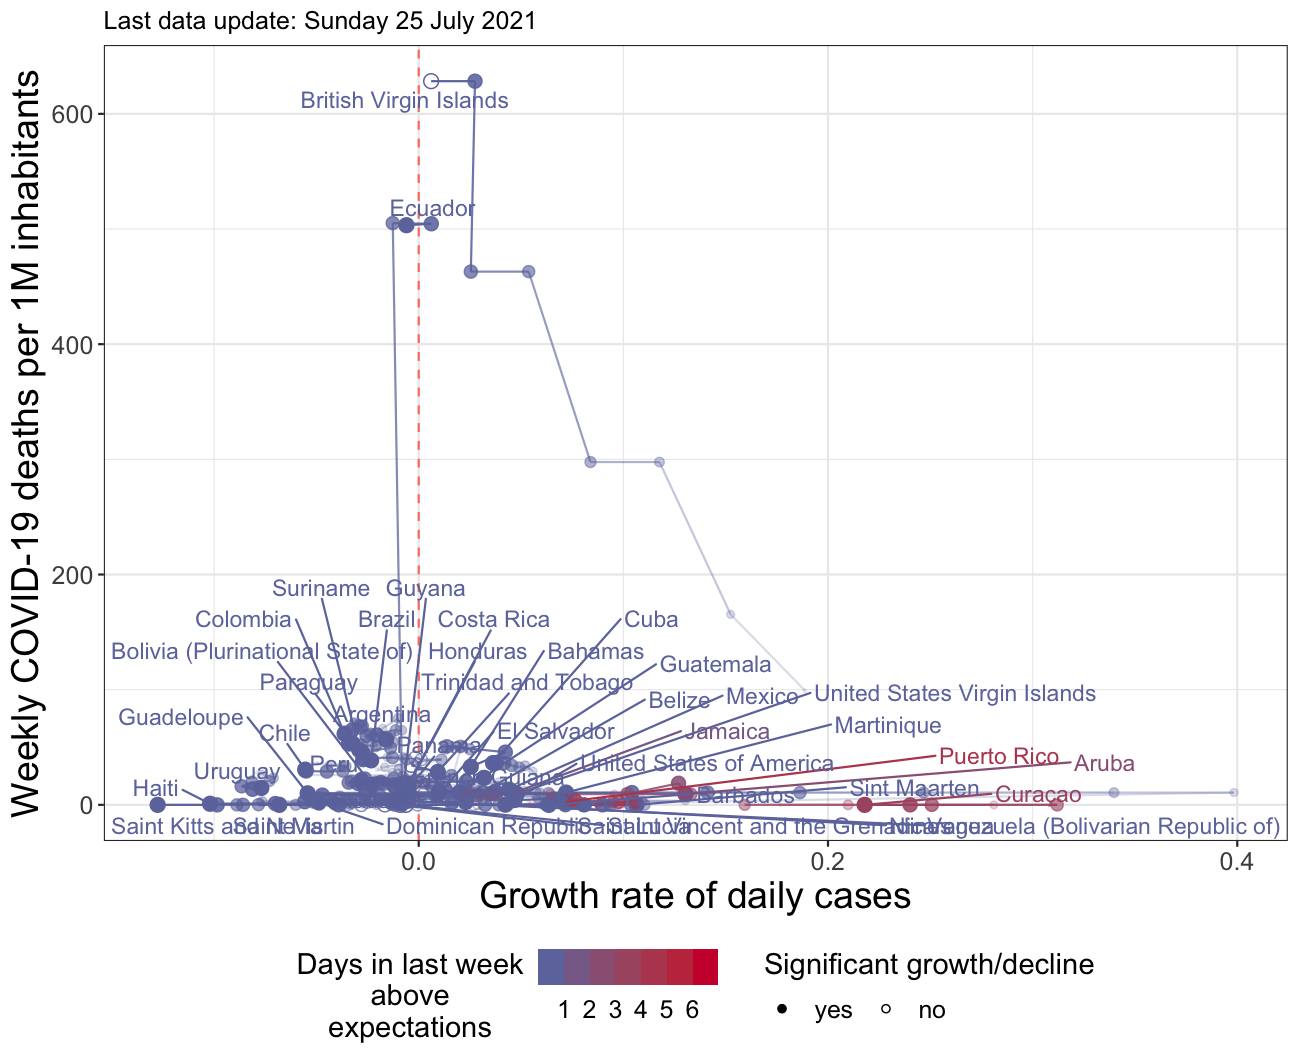 Last data update: Sunday 25 July 2021
Weekly COVID-19 deaths per 1M inhabitants
600
400
200
0
British Virgin Islands
Ecuador
Suriname
Guyana
Colombia
Brazil
Costa Rica
Cuba
Bolivia (Plurinational State of)
Honduras
Bahamas
Guatemala
Paraguay
Trinidad and Tobago
Belize
Mexico
United States Virgin Islands
Guadeloupe
Argentina
Chile
El Salvador
Jamaica
Martinique
Panama
Peru
United States of America
Puerto Rico
Aruba
Uruguay
Guiana
Haiti
Barbados
Sint Maarten
Curaçao
Saint Kitts and Nevis
Saint Martin
Dominican Republic
Saint Lucia
Saint Vincent and the Grenadines
Nicaragua
Venezuela (Bolivarian Republic of)
0.0
0.2
0.4
Growth rate of daily cases
Days in last week
above
expectations
1 2 3 4 5 6
Significant growth/decline
yes
no